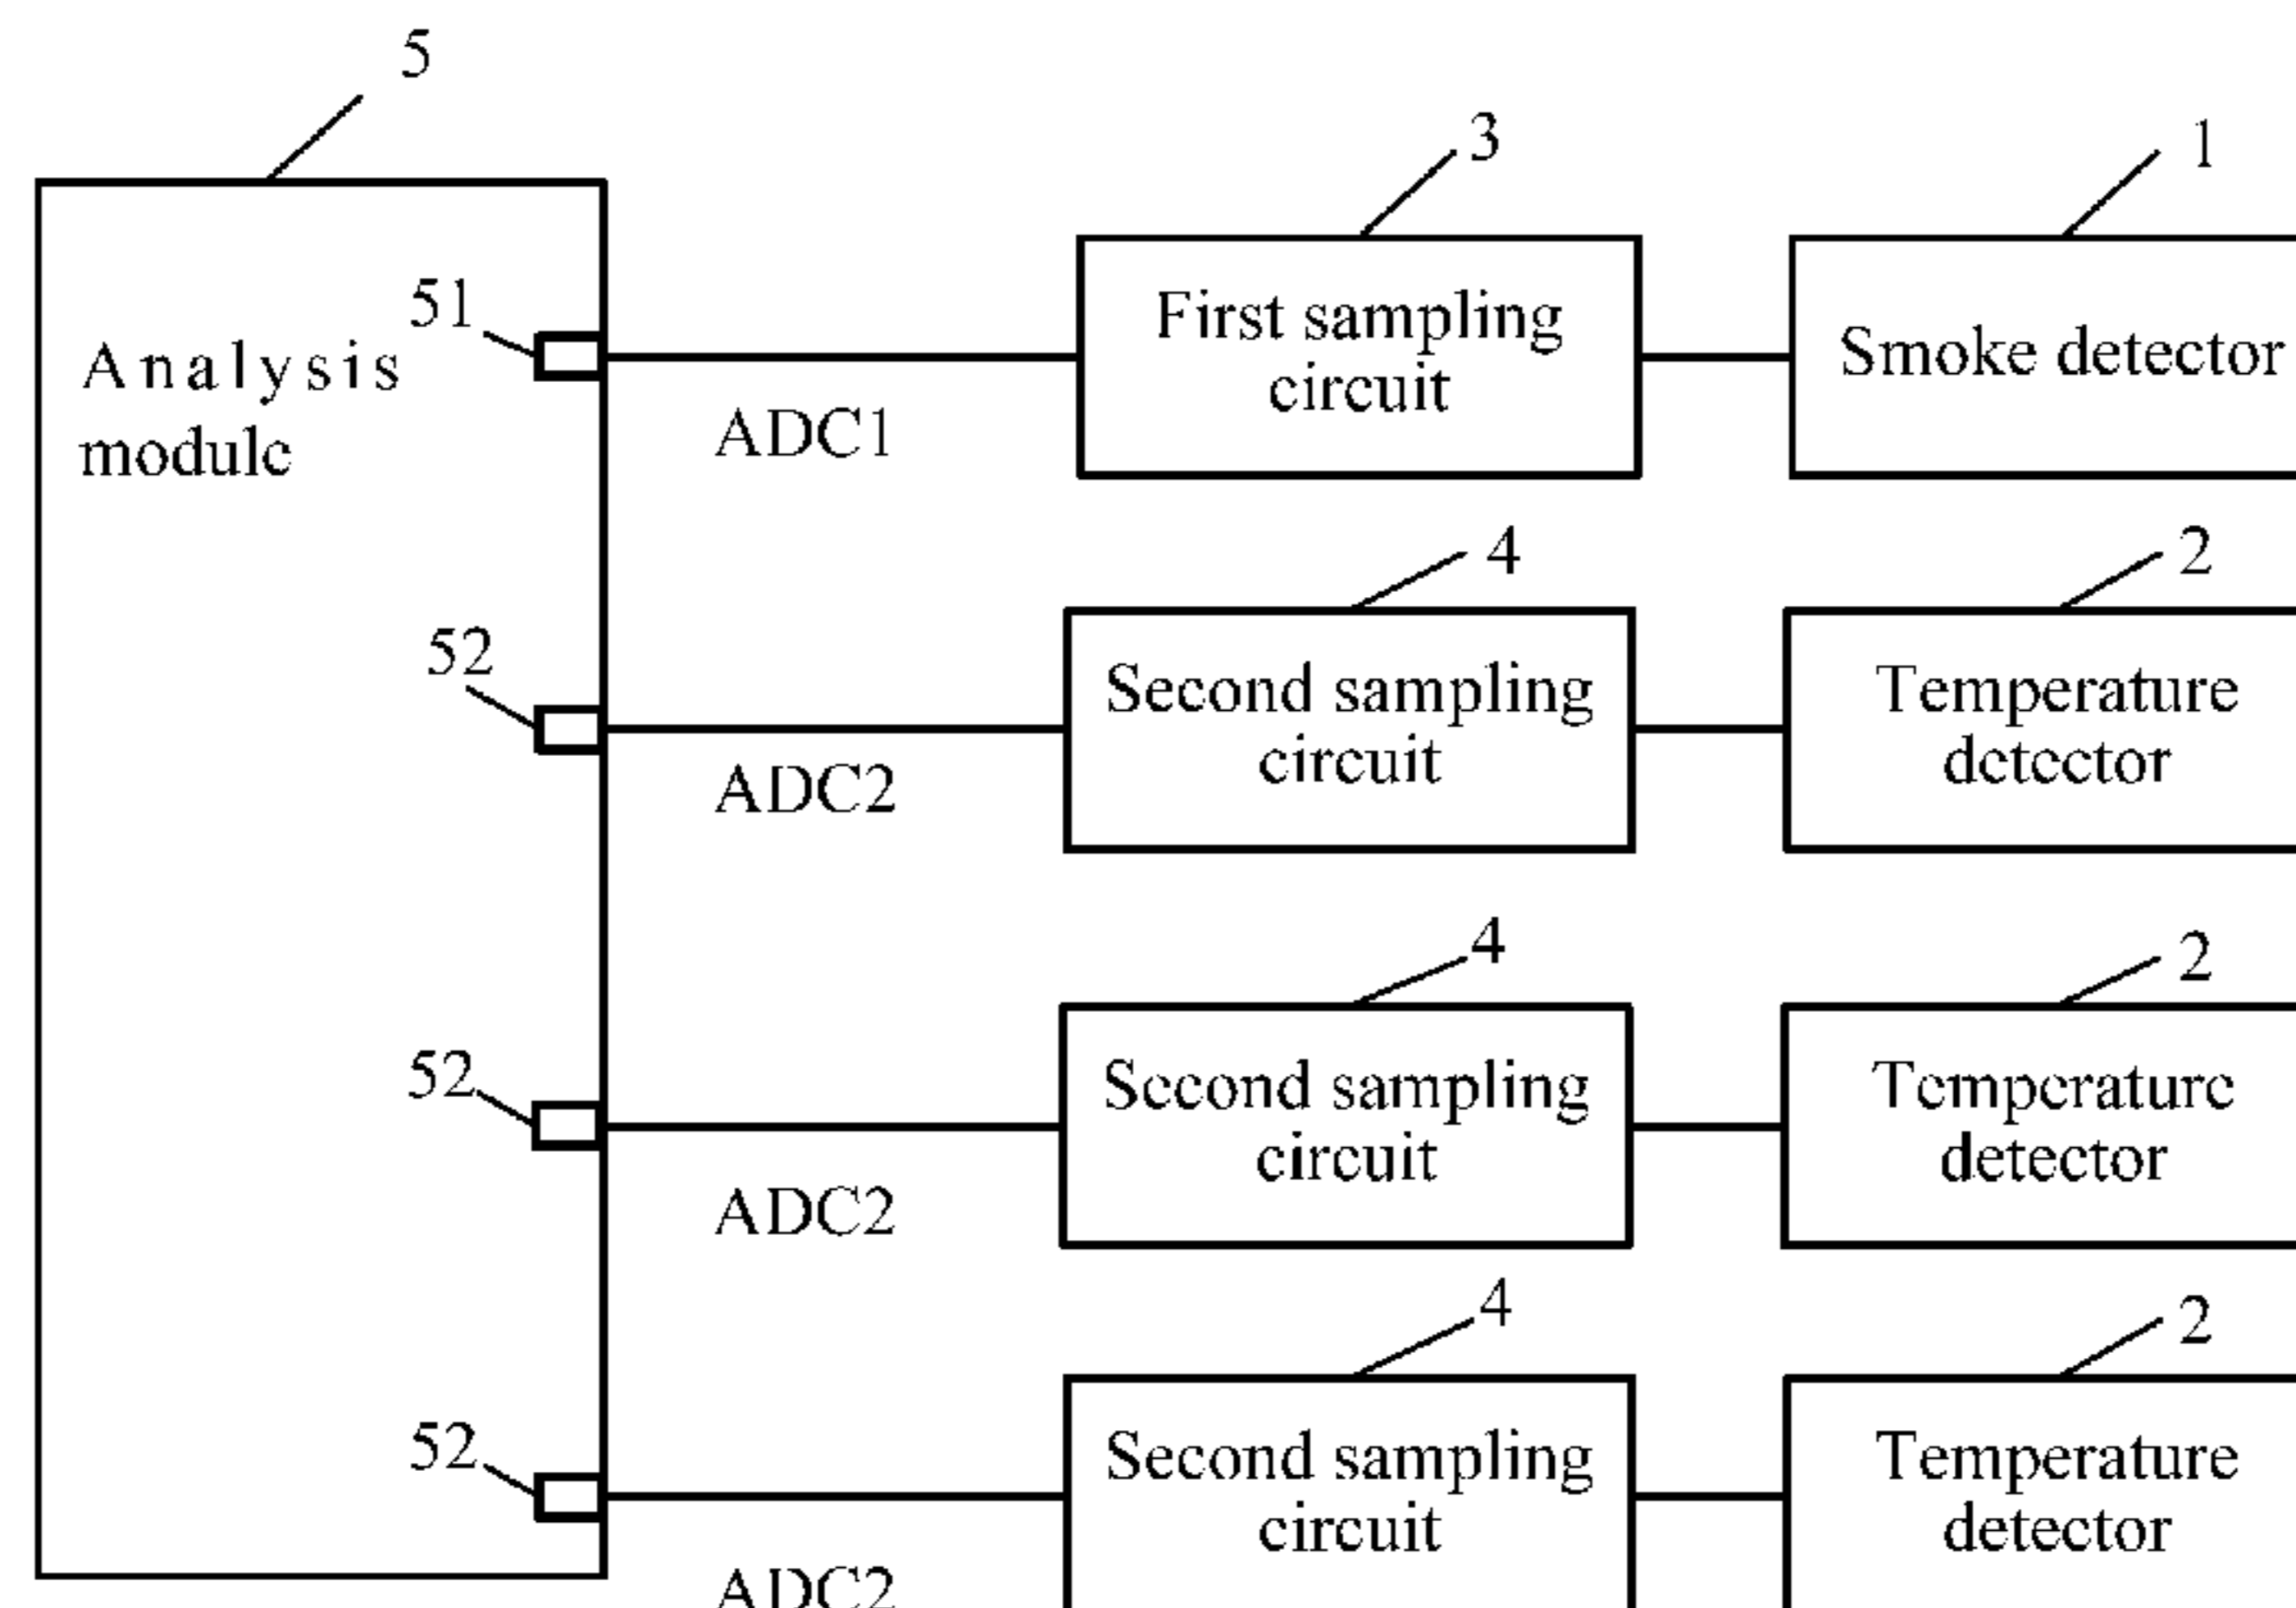 5
3
1
51
First sampling
circuit
Smoke detector
Analysis
module
ADC1
4
2
52
Second sampling
circuit
Temperature
detector
ADC2
4
2
52
Second sampling
circuit
Temperature
detector
ADC2
4
2
52
Second sampling
circuit
Temperature
detector
ADC2